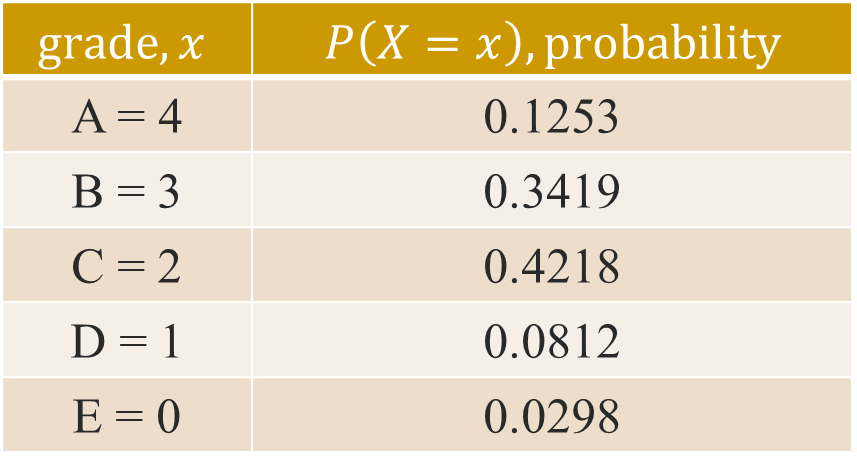 grade, x P(X = x), probability
A = 4 0.1253
B = 3 0.3419
C = 2 0.4218
D = 1 0.0812
E = 0 0.0298